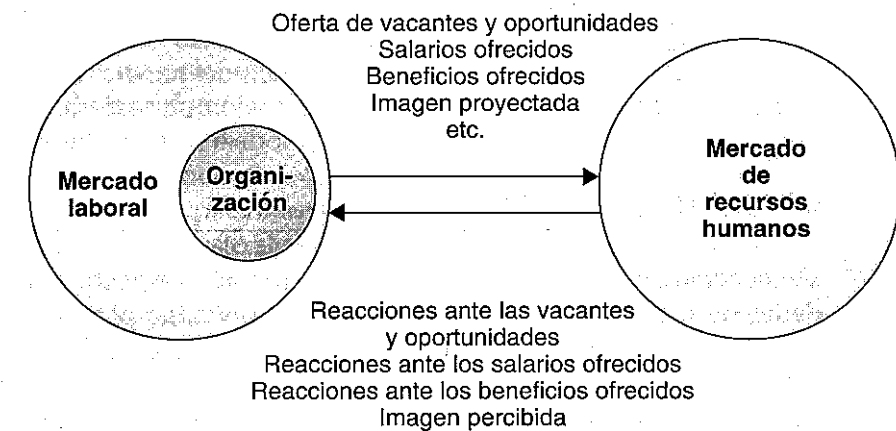 Oferta de vacantes y oportunidades
Salarios ofrecidos
Beneficios ofrecidos
Imagen proyectada
etc.
Mercado
laboral
Organi-
zación
Mercado
de
recursos
humanos
Reacciones ante las vacantes
y oportunidades
Reacciones ante los salarios ofrecidos
Reacciones ante los beneficios ofrecidos
Imagen percibida